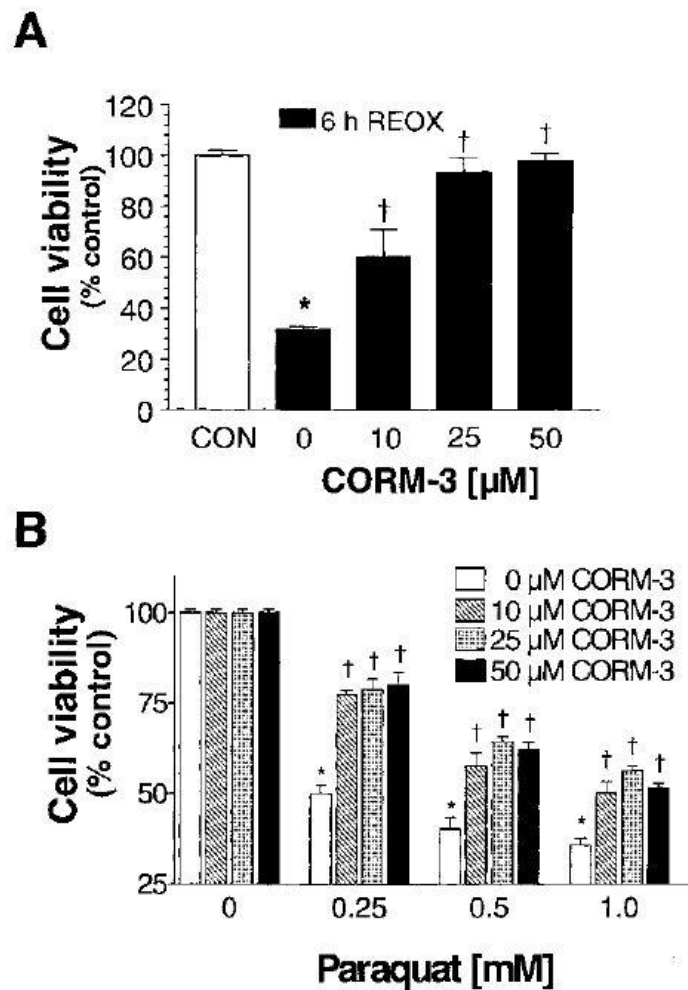 A
120
100
80
60
40
20
0
Cell viability
(% control)
6 h REOX
†
†
†
*
CON 0 10 25 50
CORM-3 [µM]
B
0 µM CORM-3
10 µM CORM-3
25 µM CORM-3
50 µM CORM-3
100
75
50
25
Cell viability
(% control)
* † † †
* † † †
* † † †
0 0.25 0.5 1.0
Paraquat [mM]